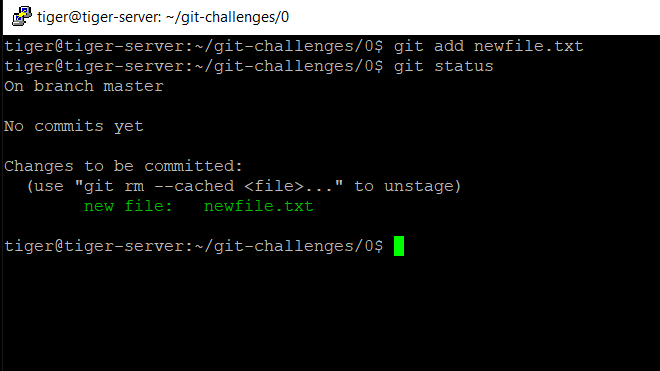 tiger@tiger-server: ~/git-challenges/0
tiger@tiger-server:~/git-challenges/0$ git add newfile.txt
tiger@tiger-server:~/git-challenges/0$ git status
On branch master
No commits yet
Changes to be committed:
  (use "git rm --cached <file>..." to unstage)
        new file:   newfile.txt
tiger@tiger-server:~/git-challenges/0$